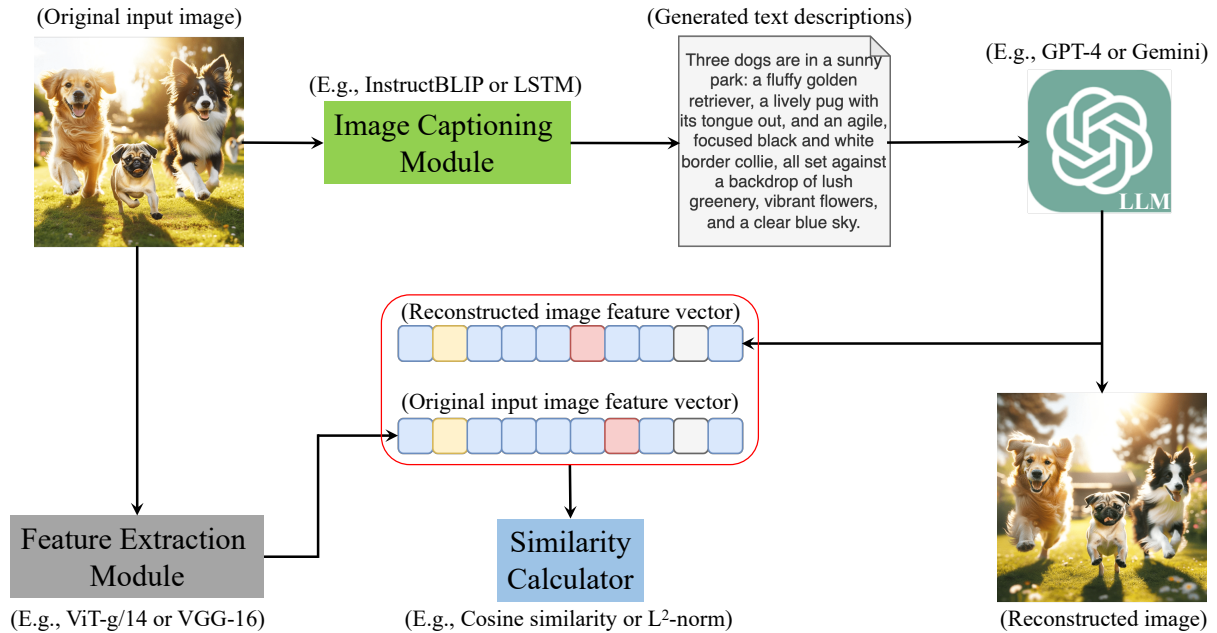 (Original input image)
(E.g., InstructBLIP or LSTM)
Image Captioning
Module
(Generated text descriptions)
Three dogs are in a sunny
park: a fluffy golden
retriever, a lively pug with
its tongue out, and an agile,
focused black and white
border collie, all set against
a backdrop of lush
greenery, vibrant flowers,
and a clear blue sky.
(E.g., GPT-4 or Gemini)
LLM
(Reconstructed image feature vector)
(Original input image feature vector)
Feature Extraction
Module
(E.g., ViT-g/14 or VGG-16)
Similarity
Calculator
(E.g., Cosine similarity or L²-norm)
(Reconstructed image)